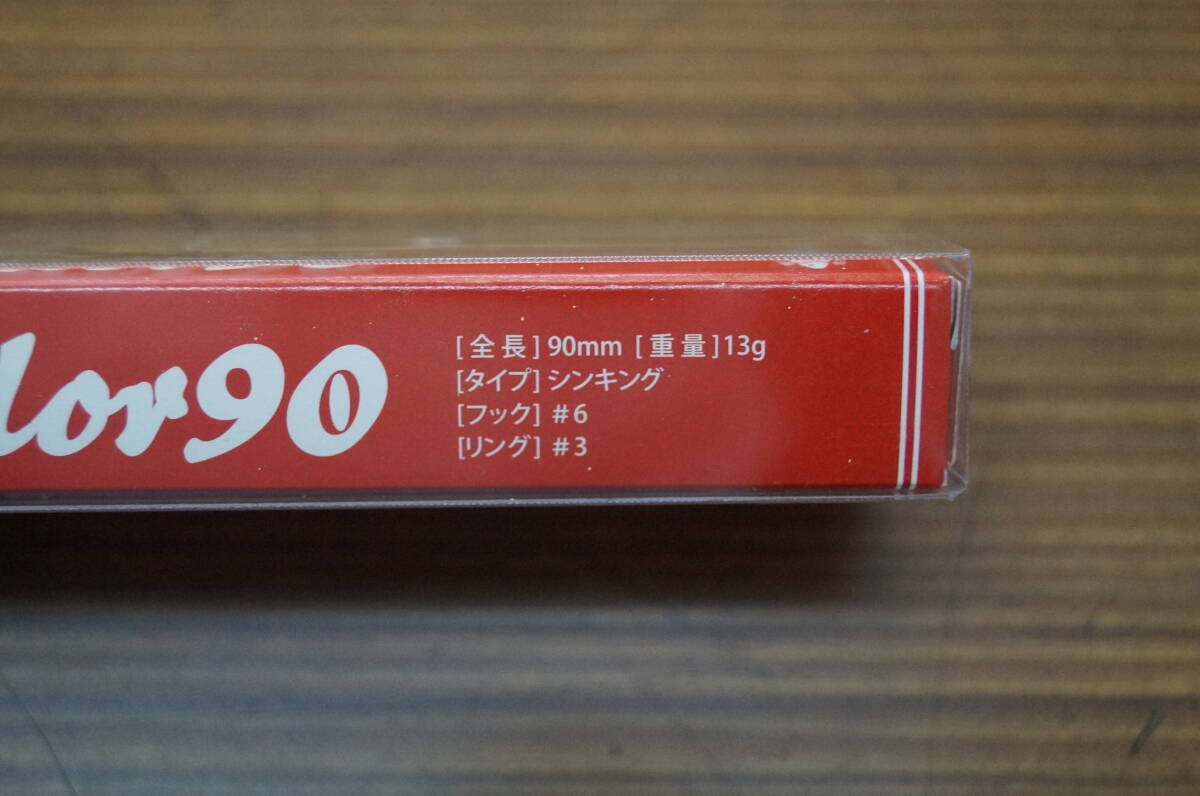 lor90
[全長]90mm [重量]13g
[タイプ]シンキング
[フック] #6
[リング] #3